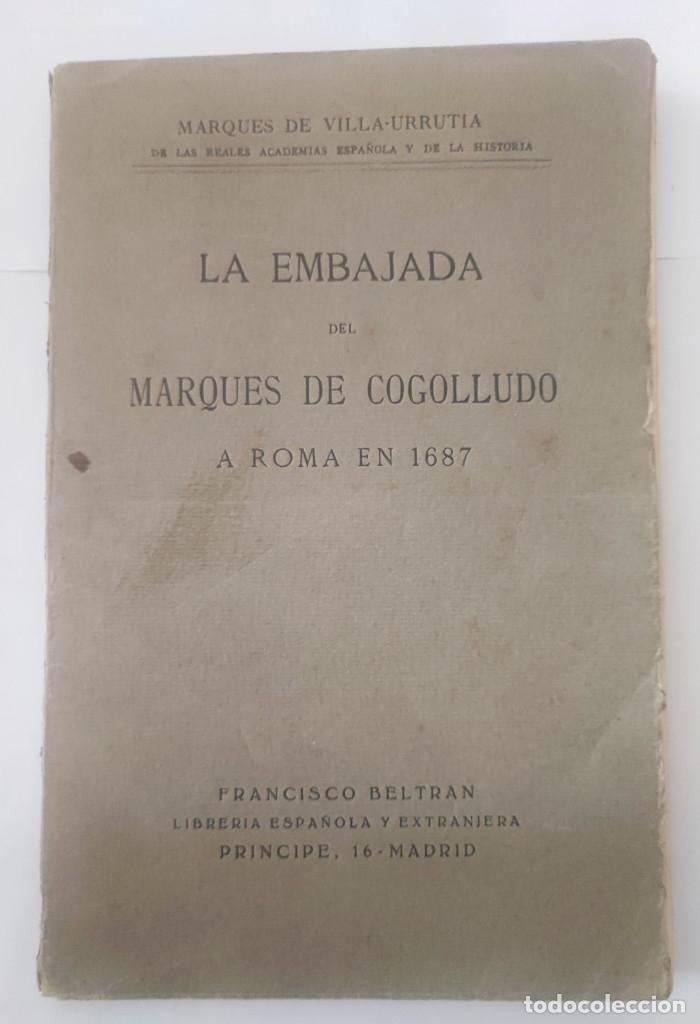 MARQUES DE VILLA-URRUTIA
DE LAS REALES ACADEMIAS ESPAÑOLA Y DE LA HISTORIA
LA EMBAJADA
DEL
MARQUES DE COGOLLUDO
A ROMA EN 1687
FRANCISCO BELTRAN
LIBRERIA ESPAÑOLA Y EXTRANJERA
PRINCIPE, 16-MADRID
todocoleccion